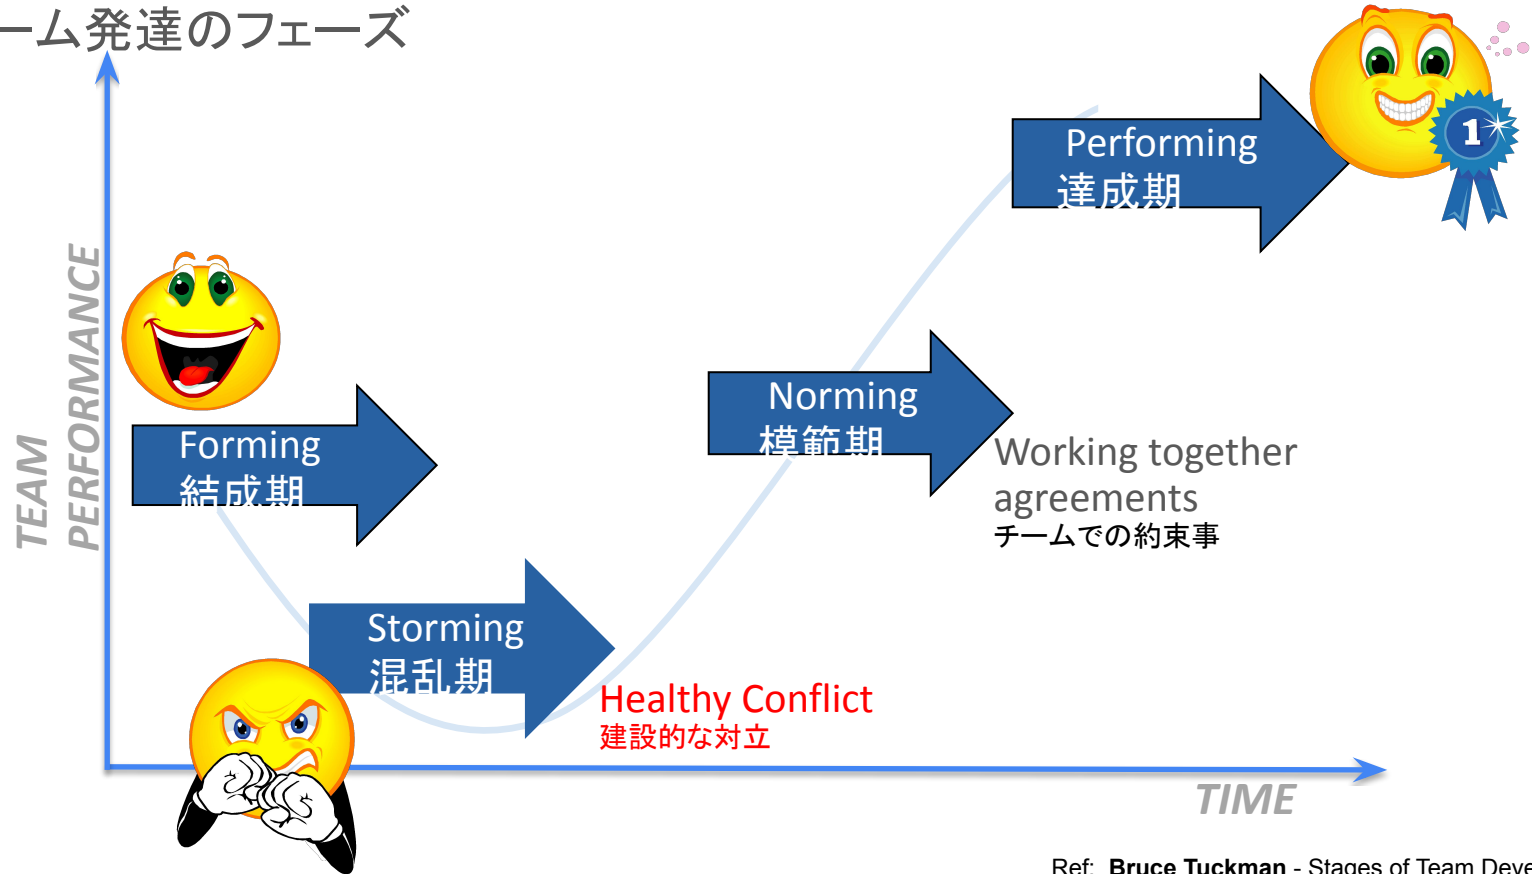 ーム発達のフェーズ
TEAM
PERFORMANCE
Forming
結成期
Storming
混乱期
Healthy Conflict
建設的な対立
Norming
模範期
Working together
agreements
チームでの約束事
Performing
達成期
1
TIME
Ref: Bruce Tuckman - Stages of Team Deve